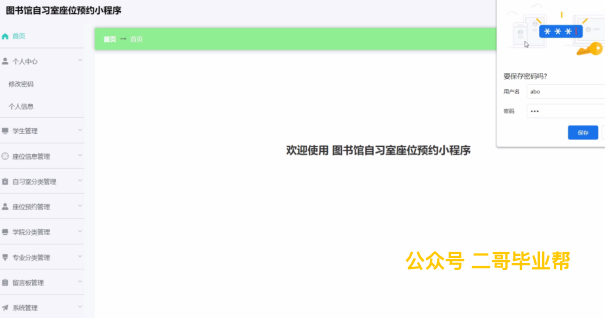 图书馆自习室座位预约小程序
首页
首页 首页
个人中心
修改密码
个人信息
学生管理
座位信息管理
自习室分类管理
座位预约管理
学院分类管理
专业分类管理
留言板管理
系统管理
欢迎使用 图书馆自习室座位预约小程序
要保存密码吗?
用户名 abo
密码 •••
保存
公众号 二哥毕业帮